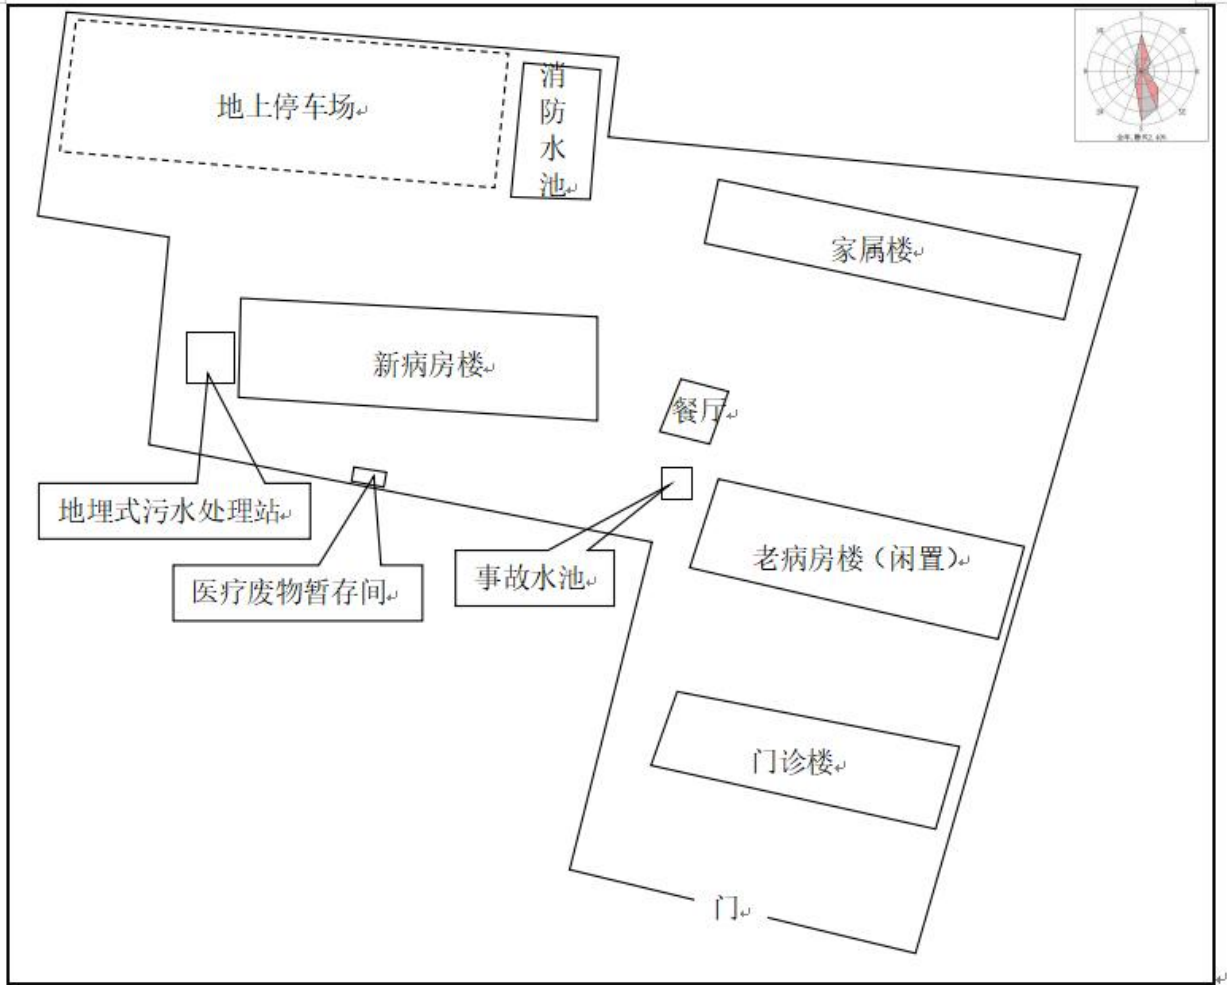 地上停车场
消
防
水
池
家属楼
新病房楼
餐厅
地埋式污水处理站
医疗废物暂存间
事故水池
老病房楼（闲置）
门诊楼
门